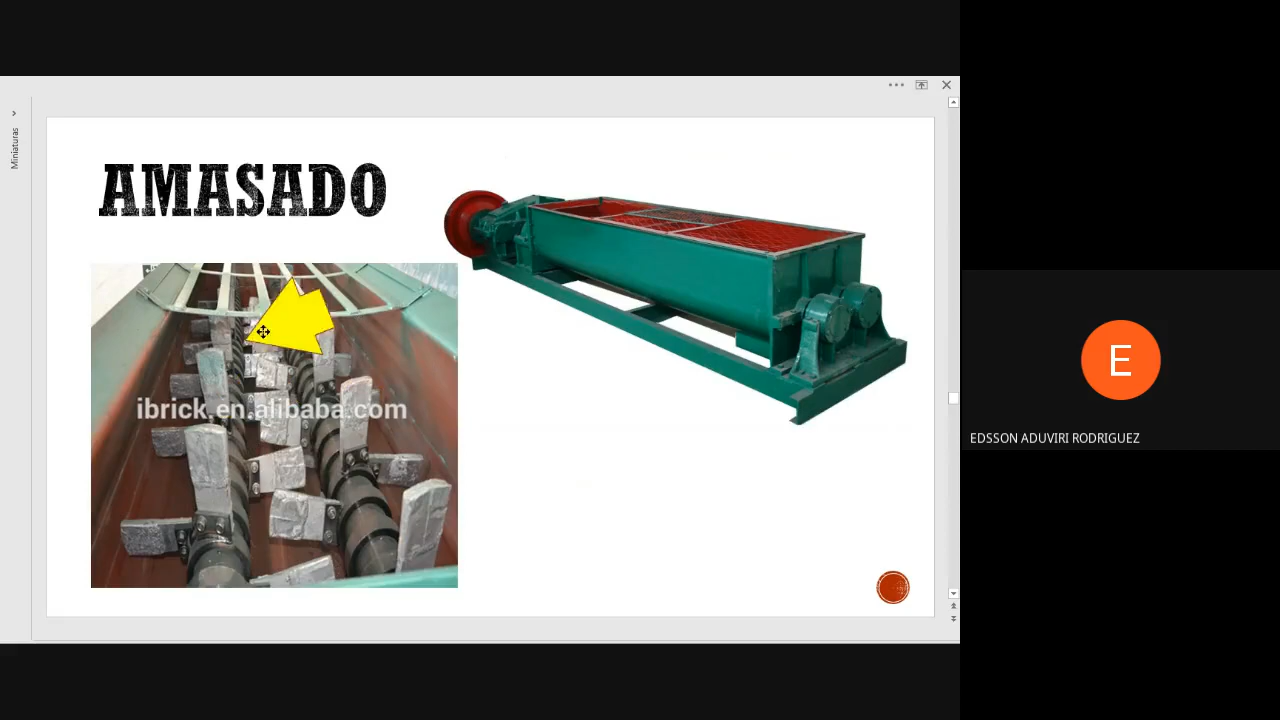 Miniaturas
AMASADO
ibrick.en.alibaba.com
E
EDSSON ADUVIRI RODRIGUEZ